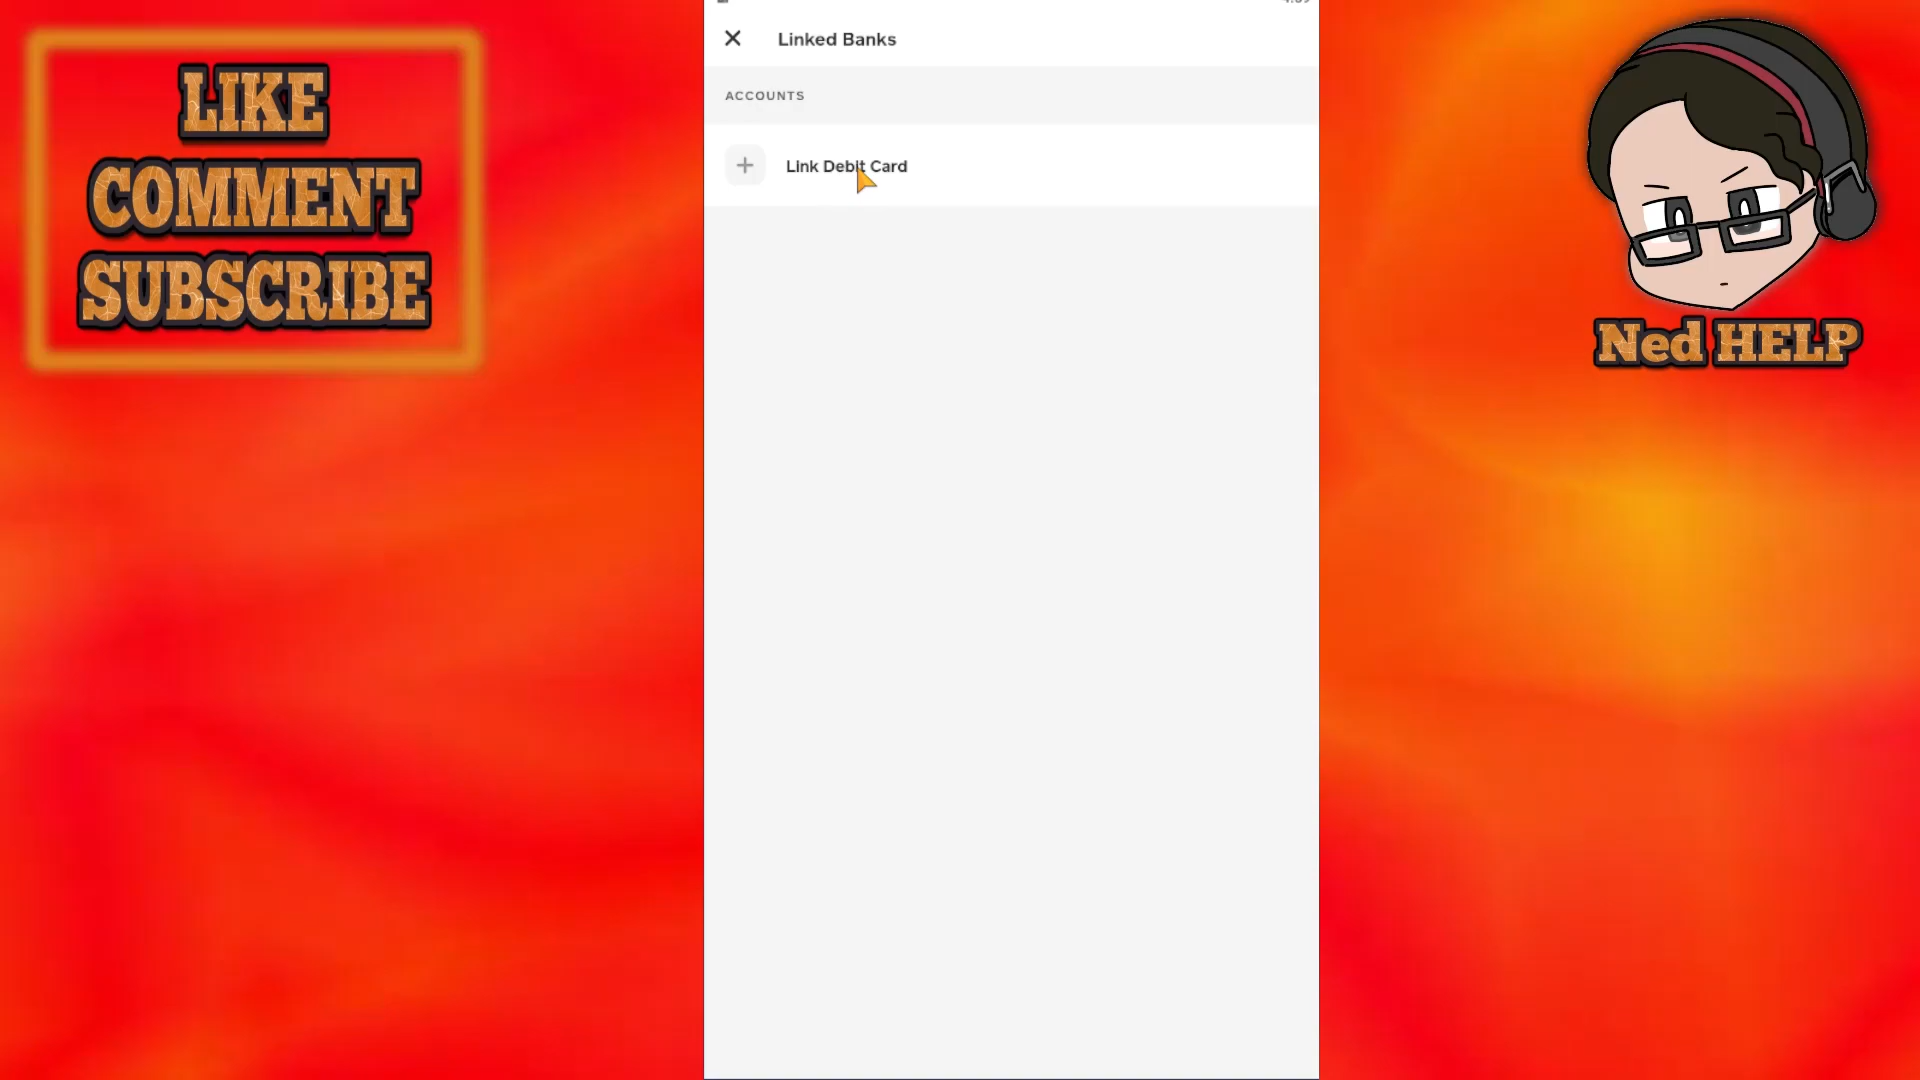 LIKE
COMMENT
SUBSCRIBE
Linked Banks
ACCOUNTS
Link Debit Card
Ned HELP